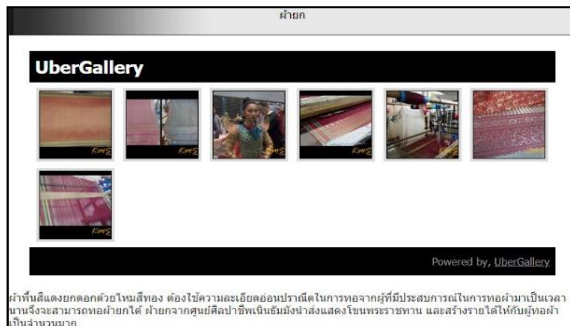 ผ้ายก
UberGallery
Powered by, UberGallery
ผ้าพื้นสีแดงยกดอกด้วยไหมสีทอง ต้องใช้ความละเอียดอ่อนปราณีตในการทอจากผู้ที่มีประสบการณ์ในการทอผ้ามาเป็นเวลา
นานจึงจะสามารถทอผ้ายกได้ ผ้ายกจากศูนย์ศิลปาชีพเนินธัมมังนำส่งแสดงโขนพระราชทาน และสร้างรายได้ให้กับผู้ทอผ้า
เป็นจำนวนมาก